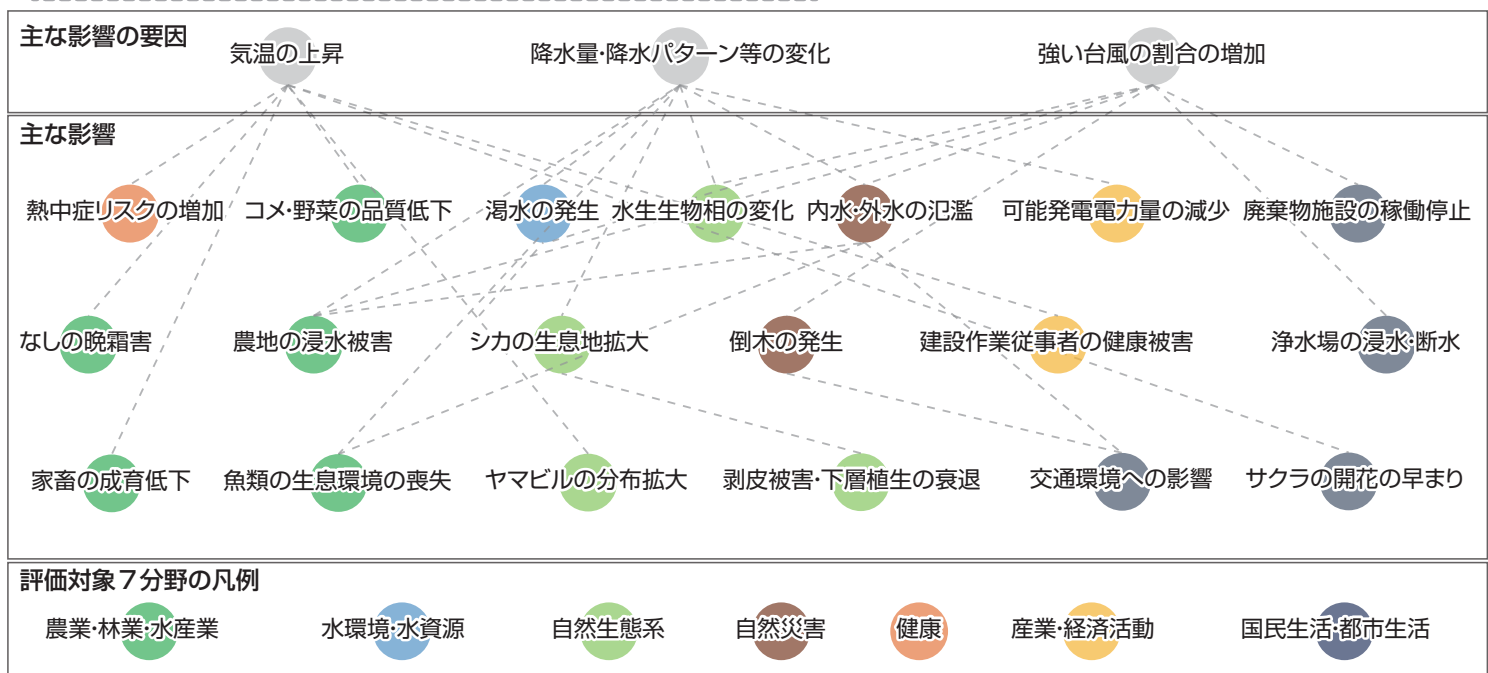 主な影響の要因
気温の上昇
降水量・降水パターン等の変化
強い台風の割合の増加
主な影響
熱中症リスクの増加
コメ・野菜の品質低下
渇水の発生
水生生物相の変化
内水・外水の氾濫
可能発電電力量の減少
廃棄物施設の稼働停止
なしの晩霜害
農地の浸水被害
シカの生息地拡大
倒木の発生
建設作業従事者の健康被害
浄水場の浸水・断水
家畜の成育低下
魚類の生息環境の喪失
ヤマビルの分布拡大
剥皮被害・下層植生の衰退
交通環境への影響
サクラの開花の早まり
評価対象７分野の凡例
農業・林業・水産業
水環境・水資源
自然生態系
自然災害
健康
産業・経済活動
国民生活・都市生活